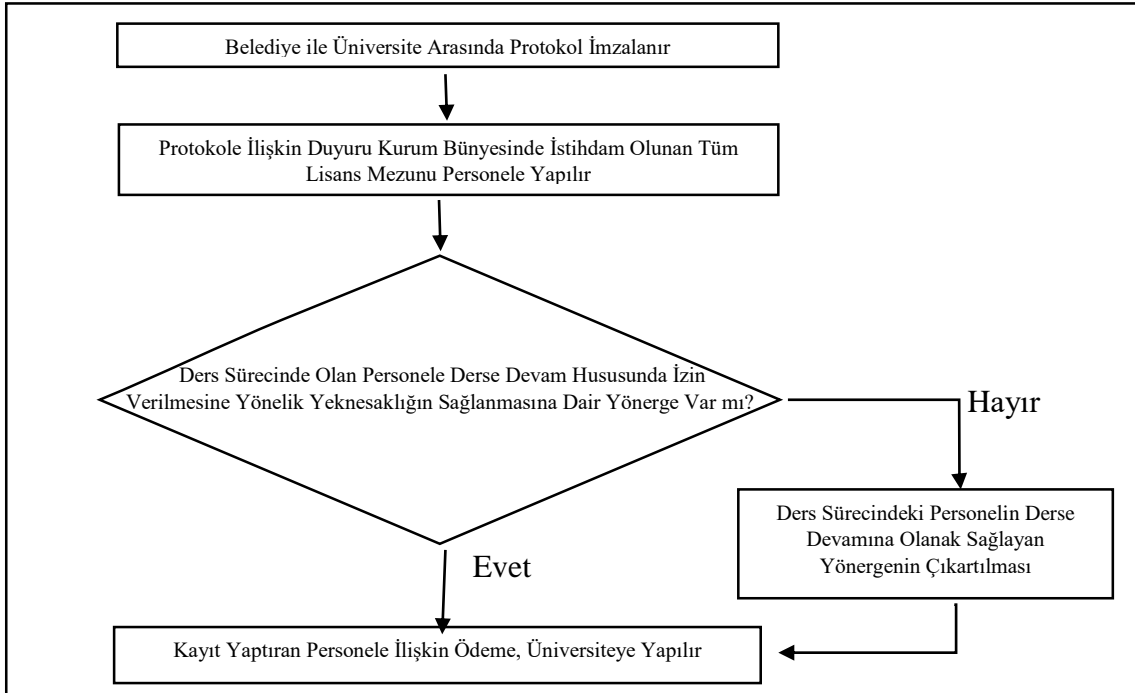 Belediye ile Üniversite Arasında Protokol İmzalanır
Protokole İlişkin Duyuru Kurum Bünyesinde İstihdam Olunan Tüm
Lisans Mezunu Personele Yapılır
Ders Sürecinde Olan Personele Derse Devam Hususunda İzin
Verilmesine Yönelik Yeknesaklığın Sağlanmasına Dair Yönerge Var mı?
Hayır
Ders Sürecindeki Personelin Derse
Devamına Olanak Sağlayan
Yönergenin Çıkartılması
Evet
Kayıt Yaptıran Personele İlişkin Ödeme, Üniversiteye Yapılır